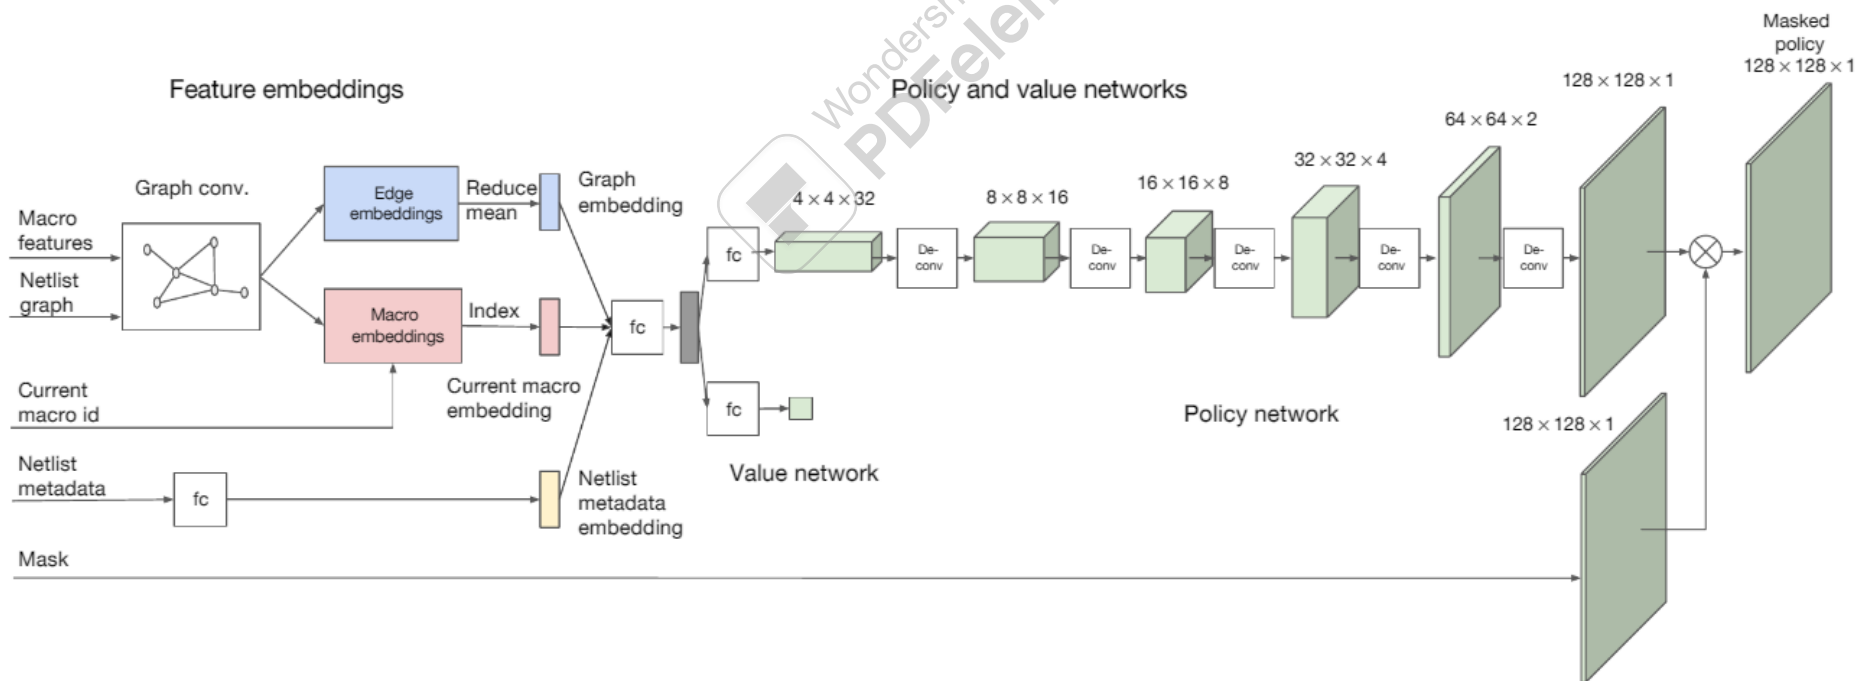 Feature embeddings
Policy and value networks
Macro
features
Netlist
graph
Graph conv.
Edge
embeddings
Reduce
mean
Graph
embedding
Macro
embeddings
Index
Current macro
embedding
Current
macro id
Netlist
metadata
fc
Netlist
metadata
embedding
Mask
fc
fc
fc
Value network
4 × 4 × 32
De-
conv
8 × 8 × 16
De-
conv
16 × 16 × 8
De-
conv
32 × 32 × 4
De-
conv
64 × 64 × 2
De-
conv
128 × 128 × 1
Masked
policy
128 × 128 × 1
Policy network
128 × 128 × 1
Wondersh
PDFelem